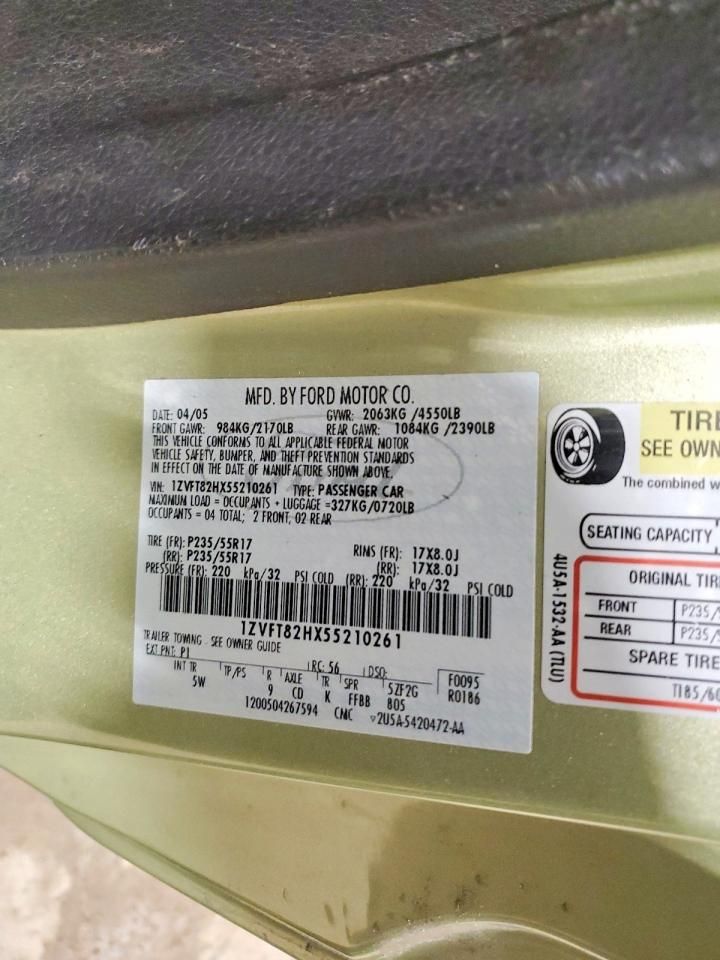 MFD. BY FORD MOTOR CO.
DATE: 04/05 GVWR: 2063KG /4550LB
FRONT GAWR: 984KG/2170LB REAR GAWR: 1084KG /2390LB
THIS VEHICLE CONFORMS TO ALL APPLICABLE FEDERAL MOTOR
VEHICLE SAFETY, BUMPER, AND THEFT PREVENTION STANDARDS
IN EFFECT ON THE DATE OF MANUFACTURE SHOWN ABOVE.
VIN: 1ZVFT82HX55210261 TYPE: PASSENGER CAR
MAXIMUM LOAD = OCCUPANTS + LUGGAGE =327KG/0720LB
OCCUPANTS = 04 TOTAL; 2 FRONT, 02 REAR
TIRE (FR): P235/55R17 RIMS (FR): 17X8.0J
(RR): P235/55R17 (RR): 17X8.0J
PRESSURE (FR): 220 kPa/32 PSI COLD (RR): 220 kPa/32 PSI COLD
1ZVFT82HX55210261
TRAILER TOWING - SEE OWNER GUIDE
EXT PNT: P1 RC: 56 DSO: F0095
INT TR TP/PS R AXLE TR SPR 5ZF2G R0186
5W 9 CD K FFBB 805
1200504267594 CMC ▽2U5A-5420472-AA
TIRE
SEE OWN
The combined w
SEATING CAPACITY
ORIGINAL TIRE
FRONT P235/5
REAR P235/5
SPARE TIRE
T185/60
4U5A-1532-AA (TLU)